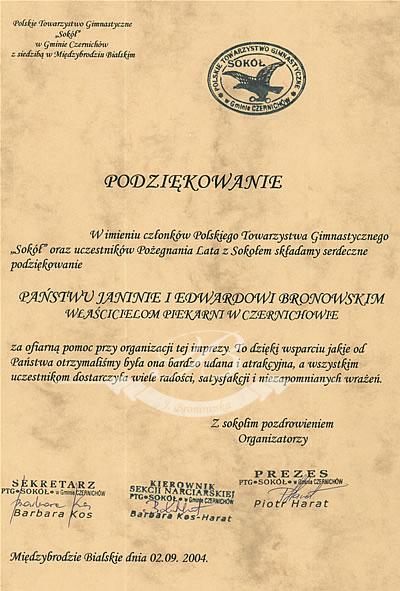 Polskie Towarzystwo Gimnastyczne
„Sokół"
w Gminie Czernichów
z siedzibą w Międzybrodziu Bialskim
POLSKIE TOWARZYSTWO GIMNASTYCZNE
SOKÓŁ
w Gminie CZERNICHÓW
PODZIĘKOWANIE
W imieniu członków Polskiego Towarzystwa Gimnastycznego
„Sokół" oraz uczestników Pożegnania Lata z Sokołem składamy serdeczne
podziękowanie
PAŃSTWU JANINIE I EDWARDOWI BRONOWSKIM
WŁAŚCICIELOM PIEKARNI W CZERNICHOWIE
za ofiarną pomoc przy organizacji tej imprezy. To dzięki wsparciu jakie od
Państwa otrzymaliśmy była ona bardzo udana i atrakcyjna, a wszystkim
uczestnikom dostarczyła wiele radości, satysfakcji i niezapomnianych wrażeń.
Z sokolim pozdrowieniem
Organizatorzy
SEKRETARZ
PTG•SOKÓŁ• w Gminie CZERNICHÓW
Barbara Kos
Barbara Kos
KIEROWNIK
SEKCJI NARCIARSKIEJ
PTG•SOKÓŁ• w Gminie CZERNICHÓW
Barbara Kos-Harat
PREZES
PTG•SOKÓŁ• w Gminie CZERNICHÓW
Piotr Harat
Międzybrodzie Bialskie dnia 02.09. 2004.